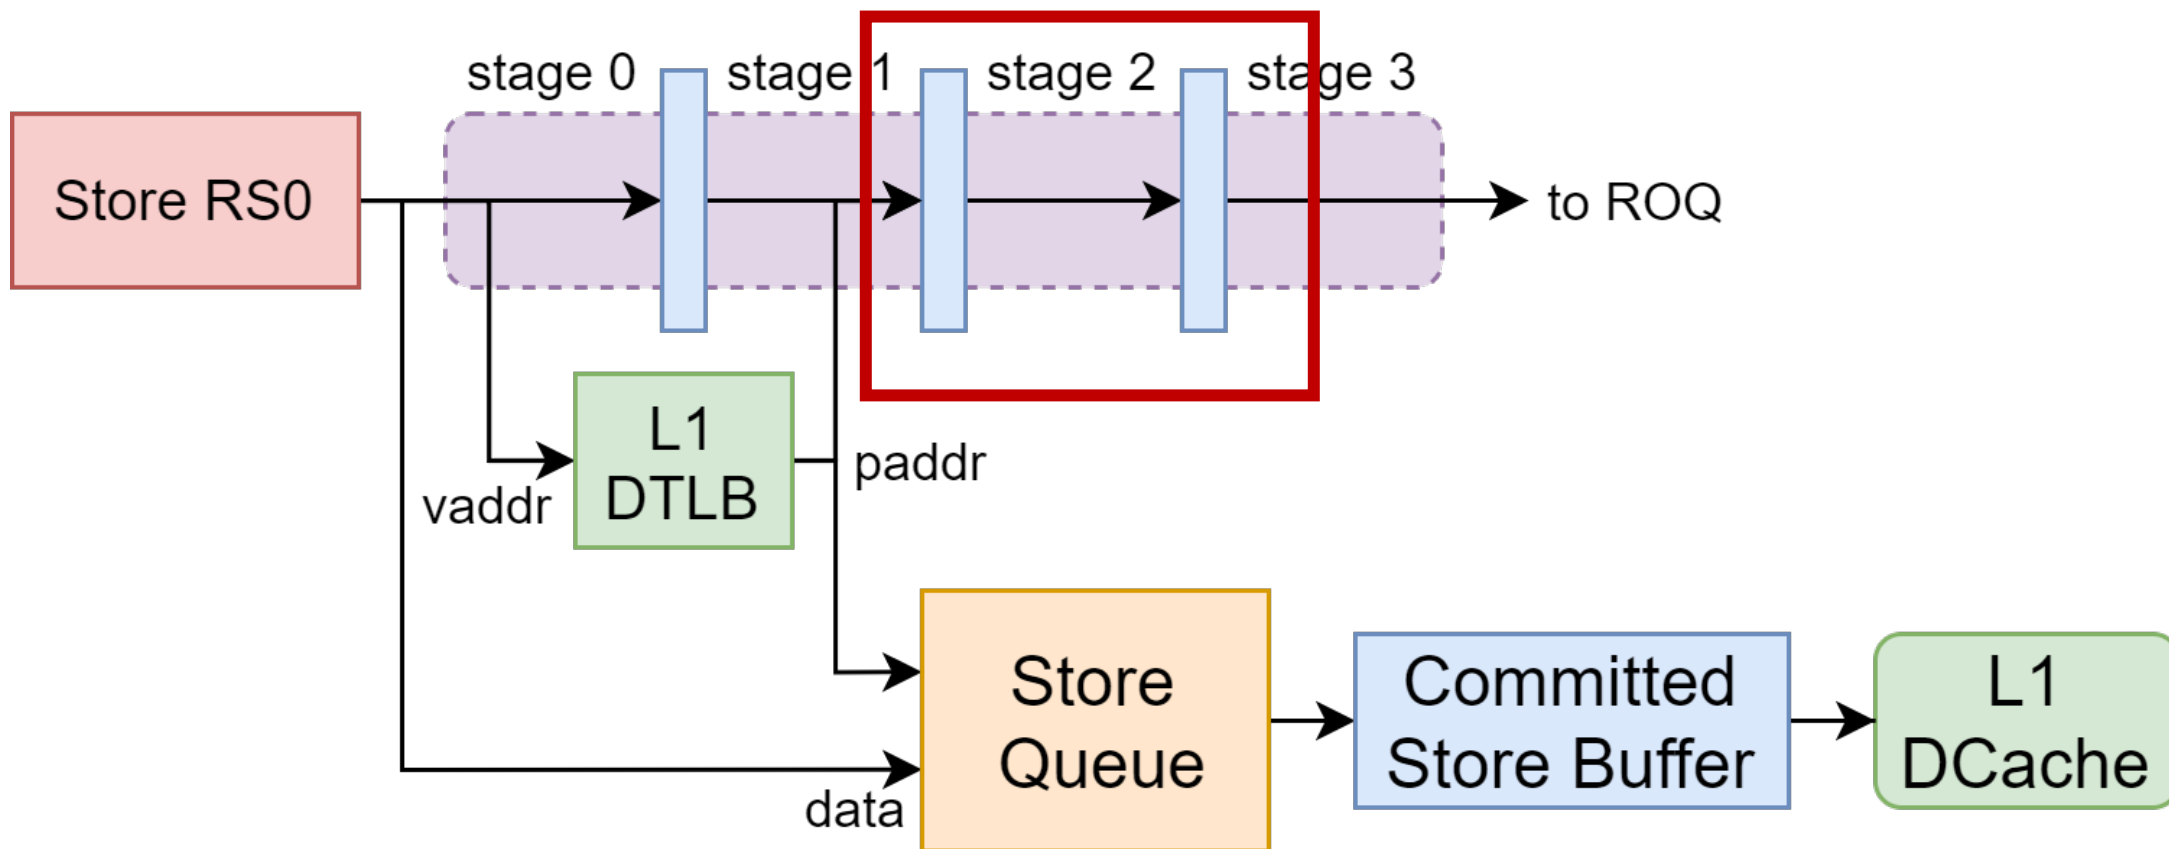 stage 0
stage 1
stage 2
stage 3
Store RS0
to ROQ
L1
DTLB
vaddr
paddr
Store
Queue
data
Committed
Store Buffer
L1
DCache